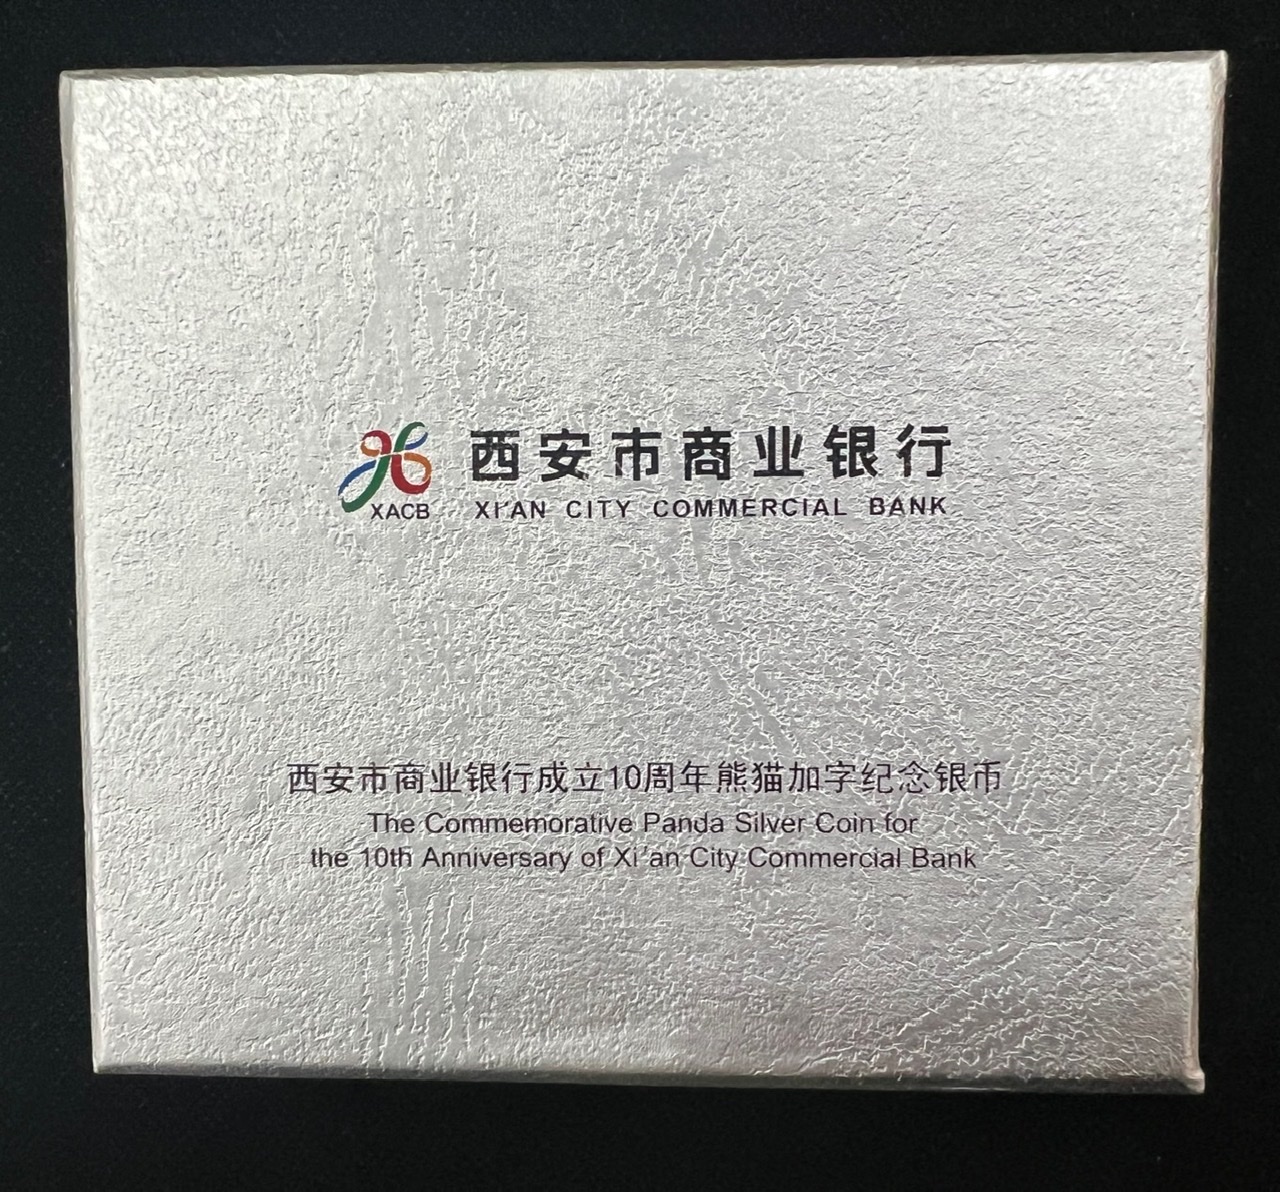 西安市商业银行
XACB XI'AN CITY COMMERCIAL BANK
西安市商业银行成立10周年熊猫加字纪念银币
The Commemorative Panda Silver Coin for
the 10th Anniversary of Xi'an City Commercial Bank